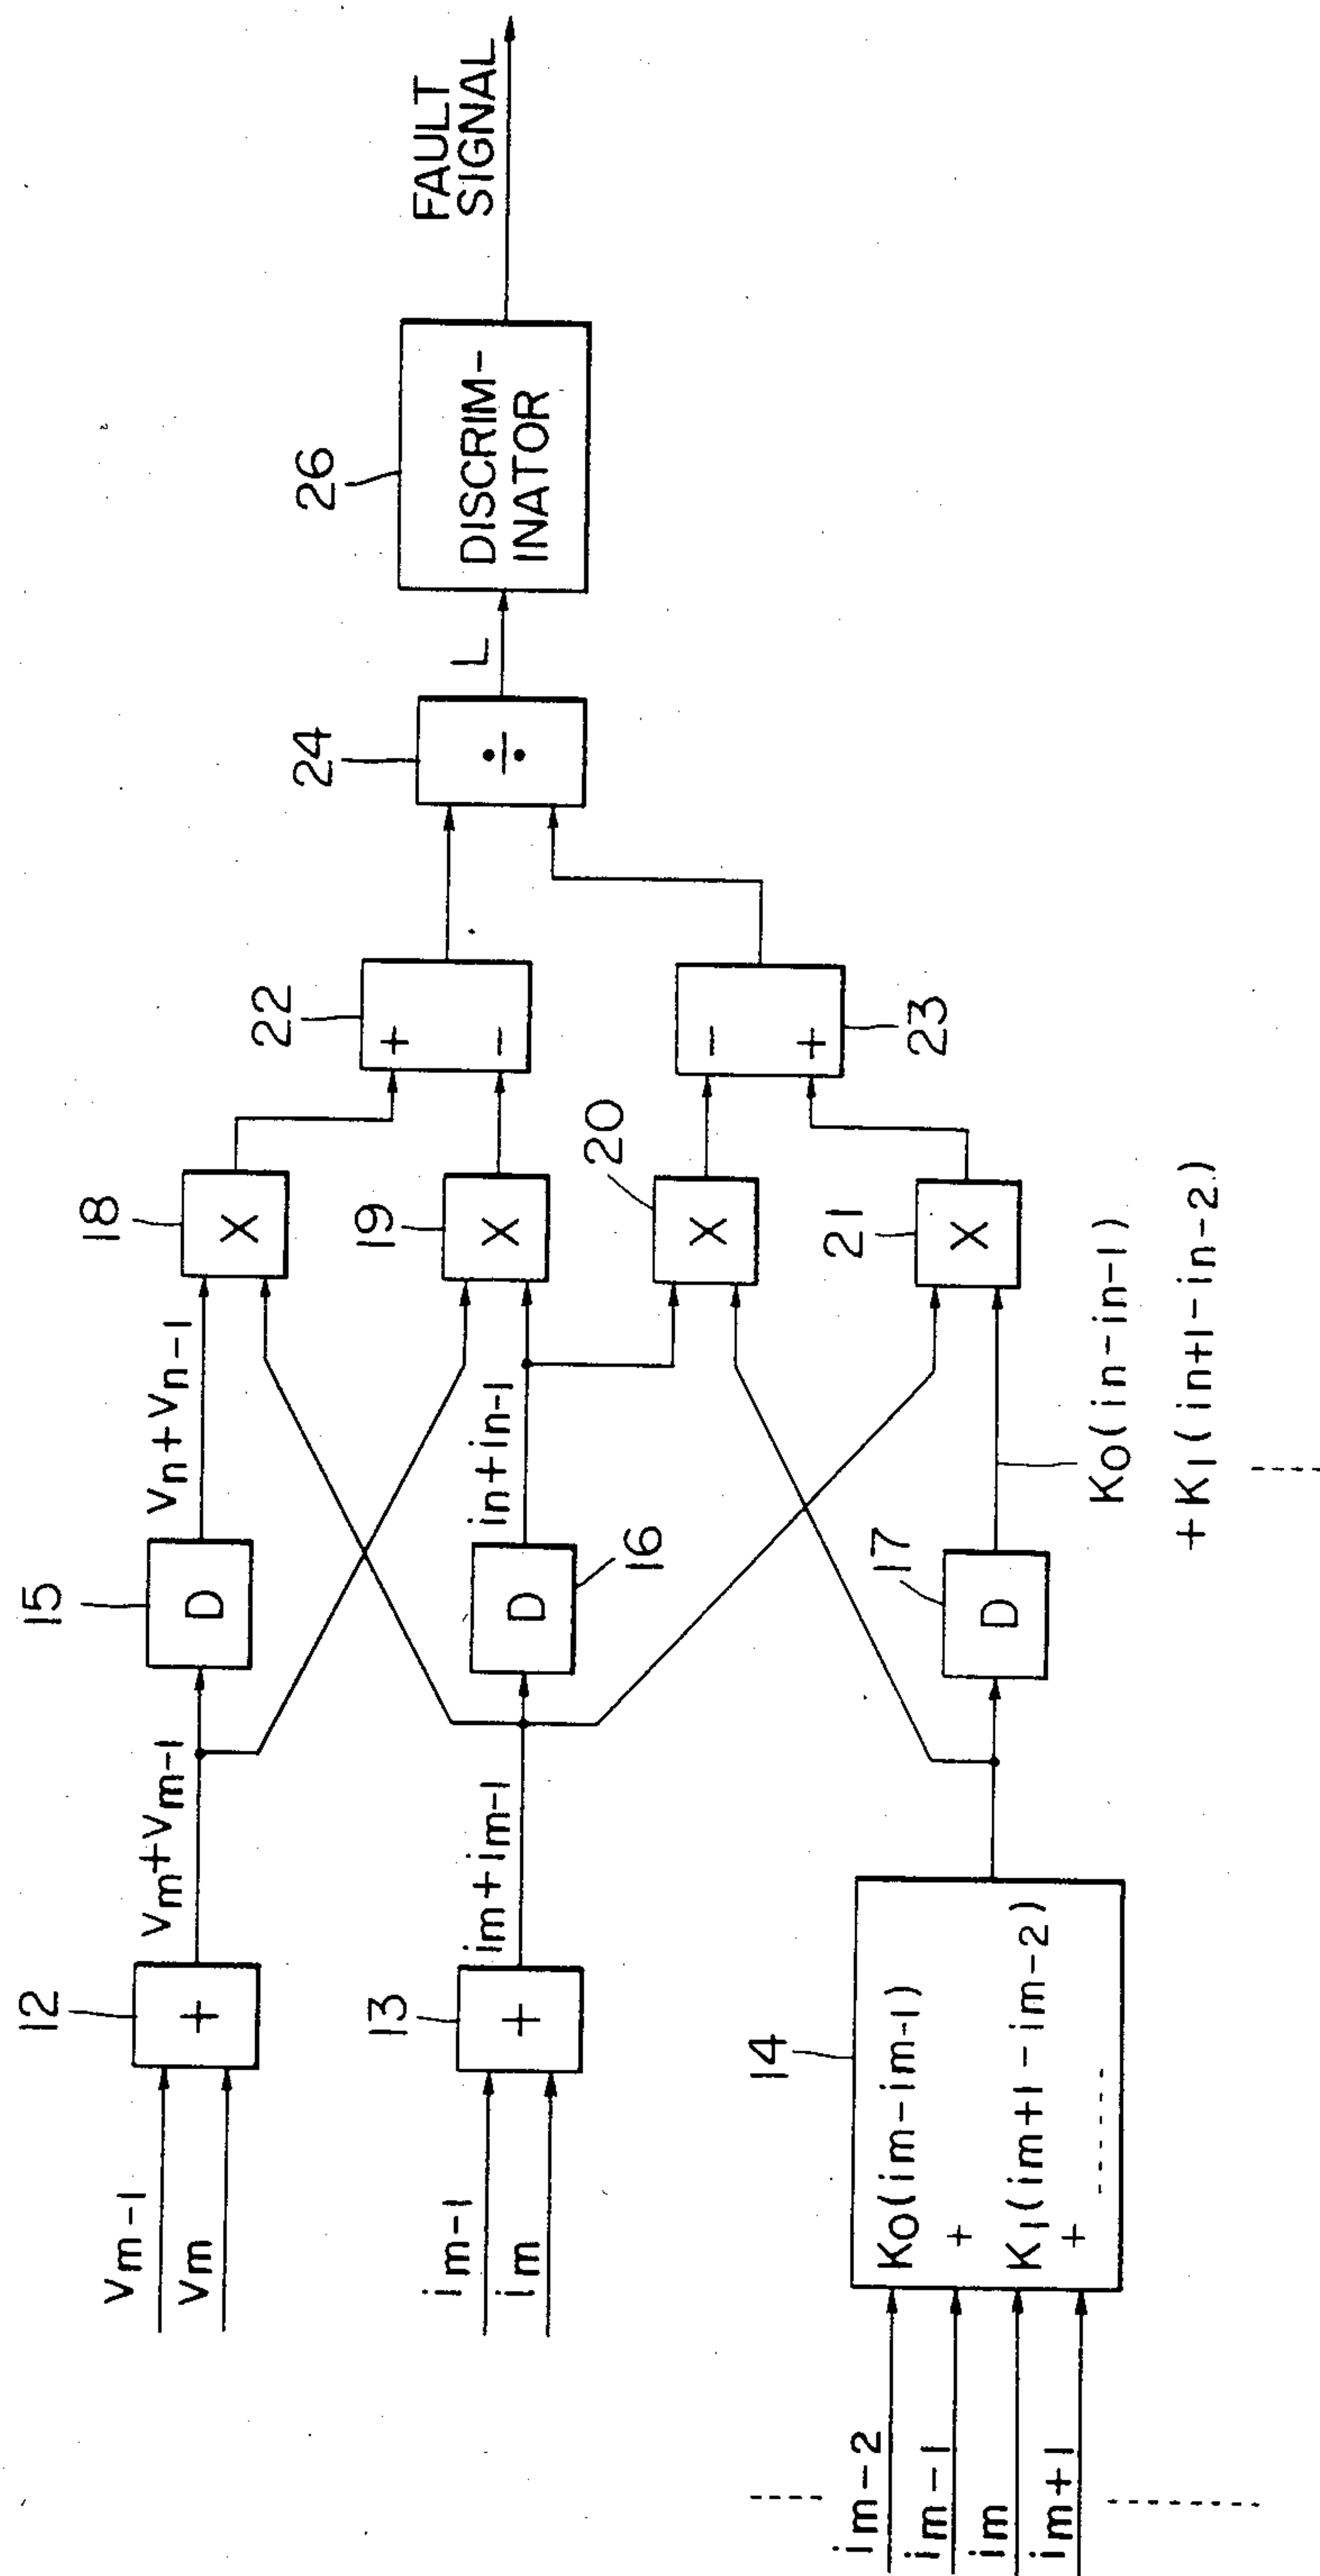 Vm-1
Vm
12
+
Vm+Vm-1
15
D
Vn+Vn-1
18
X
im-1
im
13
+
im+im-1
16
D
in+in-1
19
X
20
X
22
+
-
24
÷
L
26
DISCRIM-
INATOR
FAULT
SIGNAL
im-2
im-1
im
im+1
14
K0(im-im-1)
+
K1(im+1-im-2)
+
17
D
K0(in-in-1)
+K1(in+1-in-2)
21
X
23
-
+